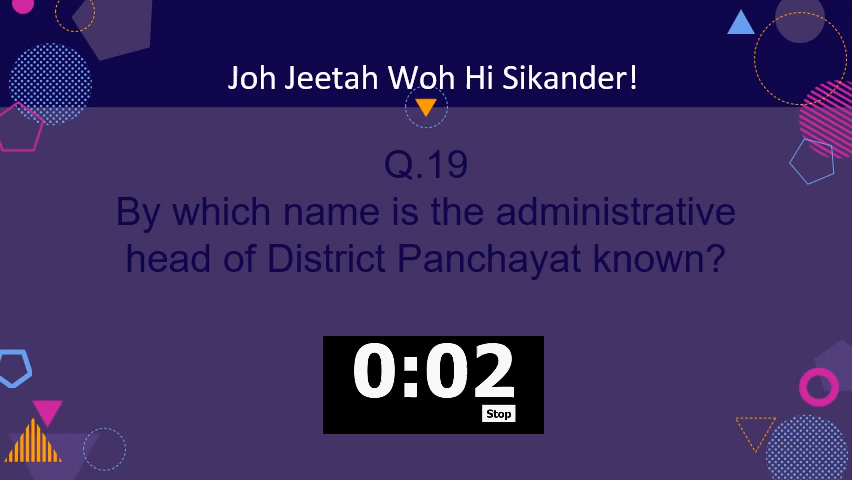 Joh Jeetah Woh Hi Sikander!
Q.19
By which name is the administrative
head of District Panchayat known?
0:02
Stop